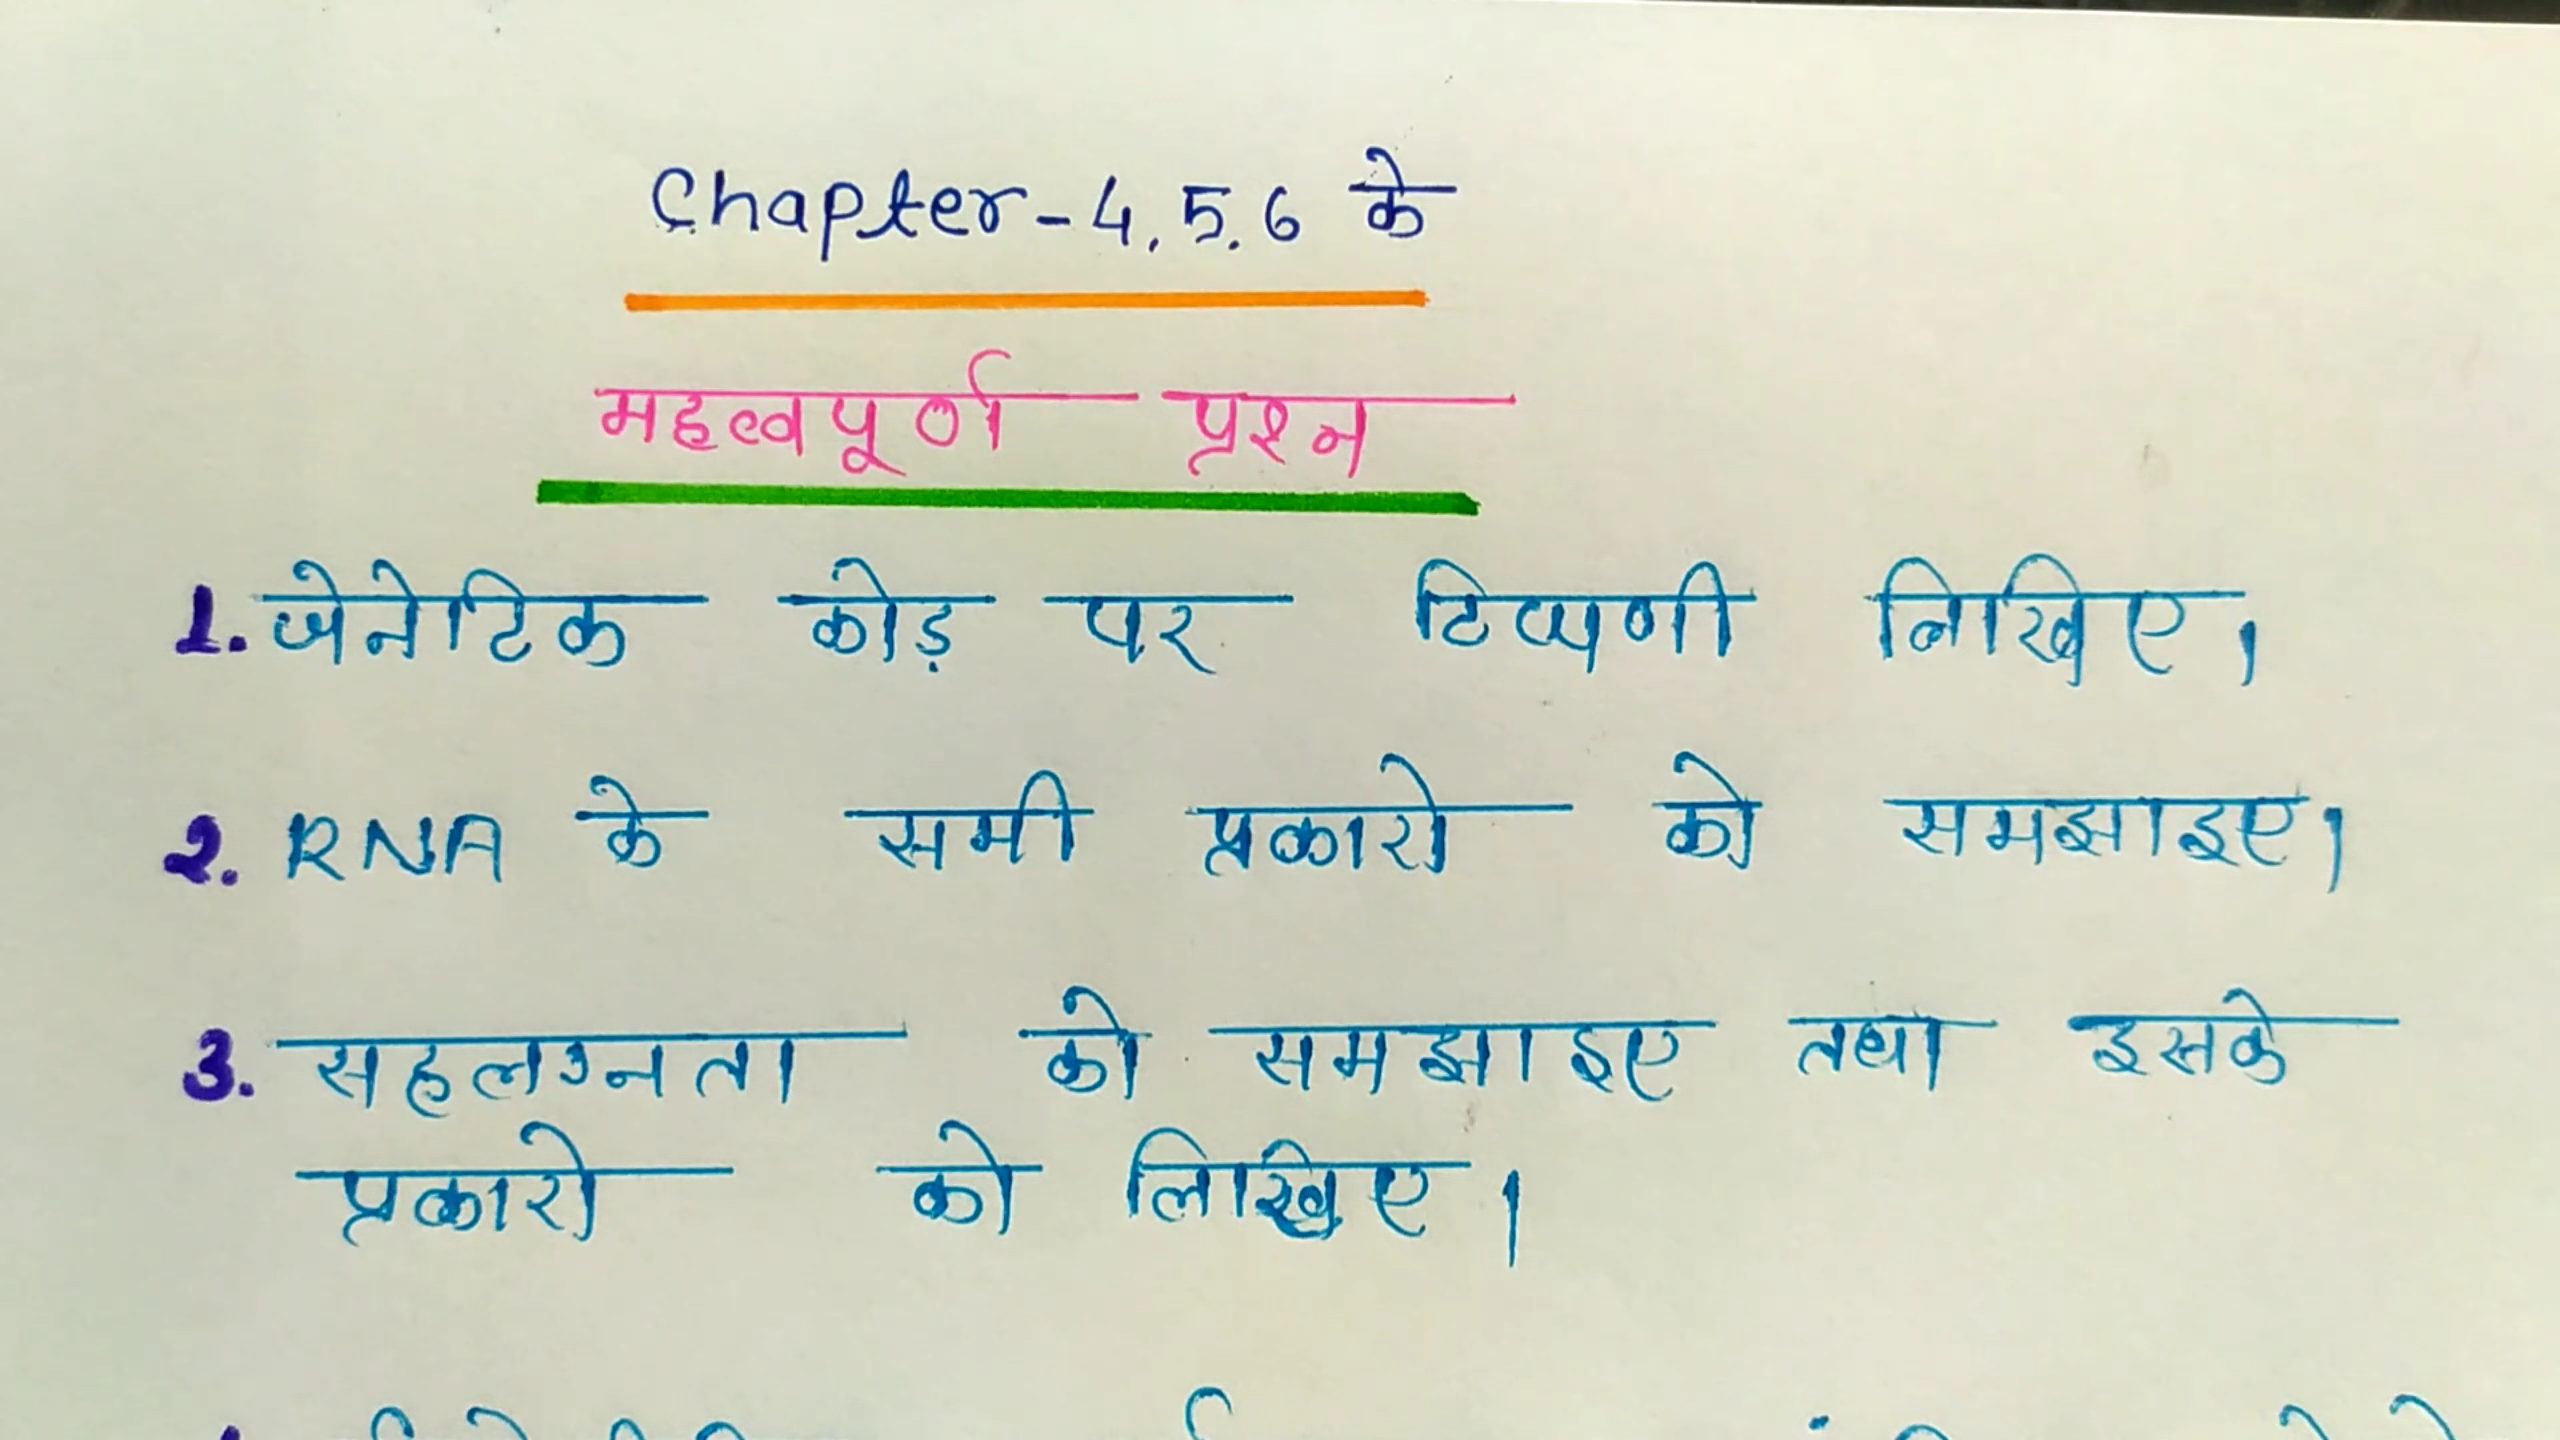 Chapter-4,5,6 के
महत्वपूर्ण प्रश्न
1. जेनेटिक कोड़ पर टिप्पणी लिखिए।
2. RNA के सभी प्रकारो को समझाइए।
3. सहलग्नता को समझाइए तथा इसके
प्रकारो को लिखिए।